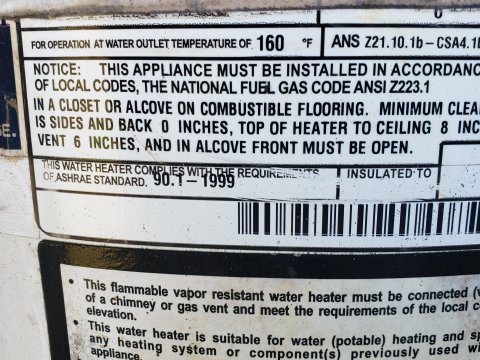 FOR OPERATION AT WATER OUTLET TEMPERATURE OF 160 °F ANS Z21.10.1b-CSA4.1
NOTICE: THIS APPLIANCE MUST BE INSTALLED IN ACCORDANC
OF LOCAL CODES, THE NATIONAL FUEL GAS CODE ANSI Z223.1
IN A CLOSET OR ALCOVE ON COMBUSTIBLE FLOORING. MINIMUM CLEA
IS SIDES AND BACK 0 INCHES, TOP OF HEATER TO CEILING 8 INC
VENT 6 INCHES, AND IN ALCOVE FRONT MUST BE OPEN.
THIS WATER HEATER COMPLIES WITH THE REQUIREMENTS INSULATED TO
OF ASHRAE STANDARD. 90.1-1999
• This flammable vapor resistant water heater must be connected (v
of a chimney or gas vent and meet the requirements of the local c
elevation.
• This water heater is suitable for water (potable) heating and sp
any heating system or component(s) previously used wi
appliance.